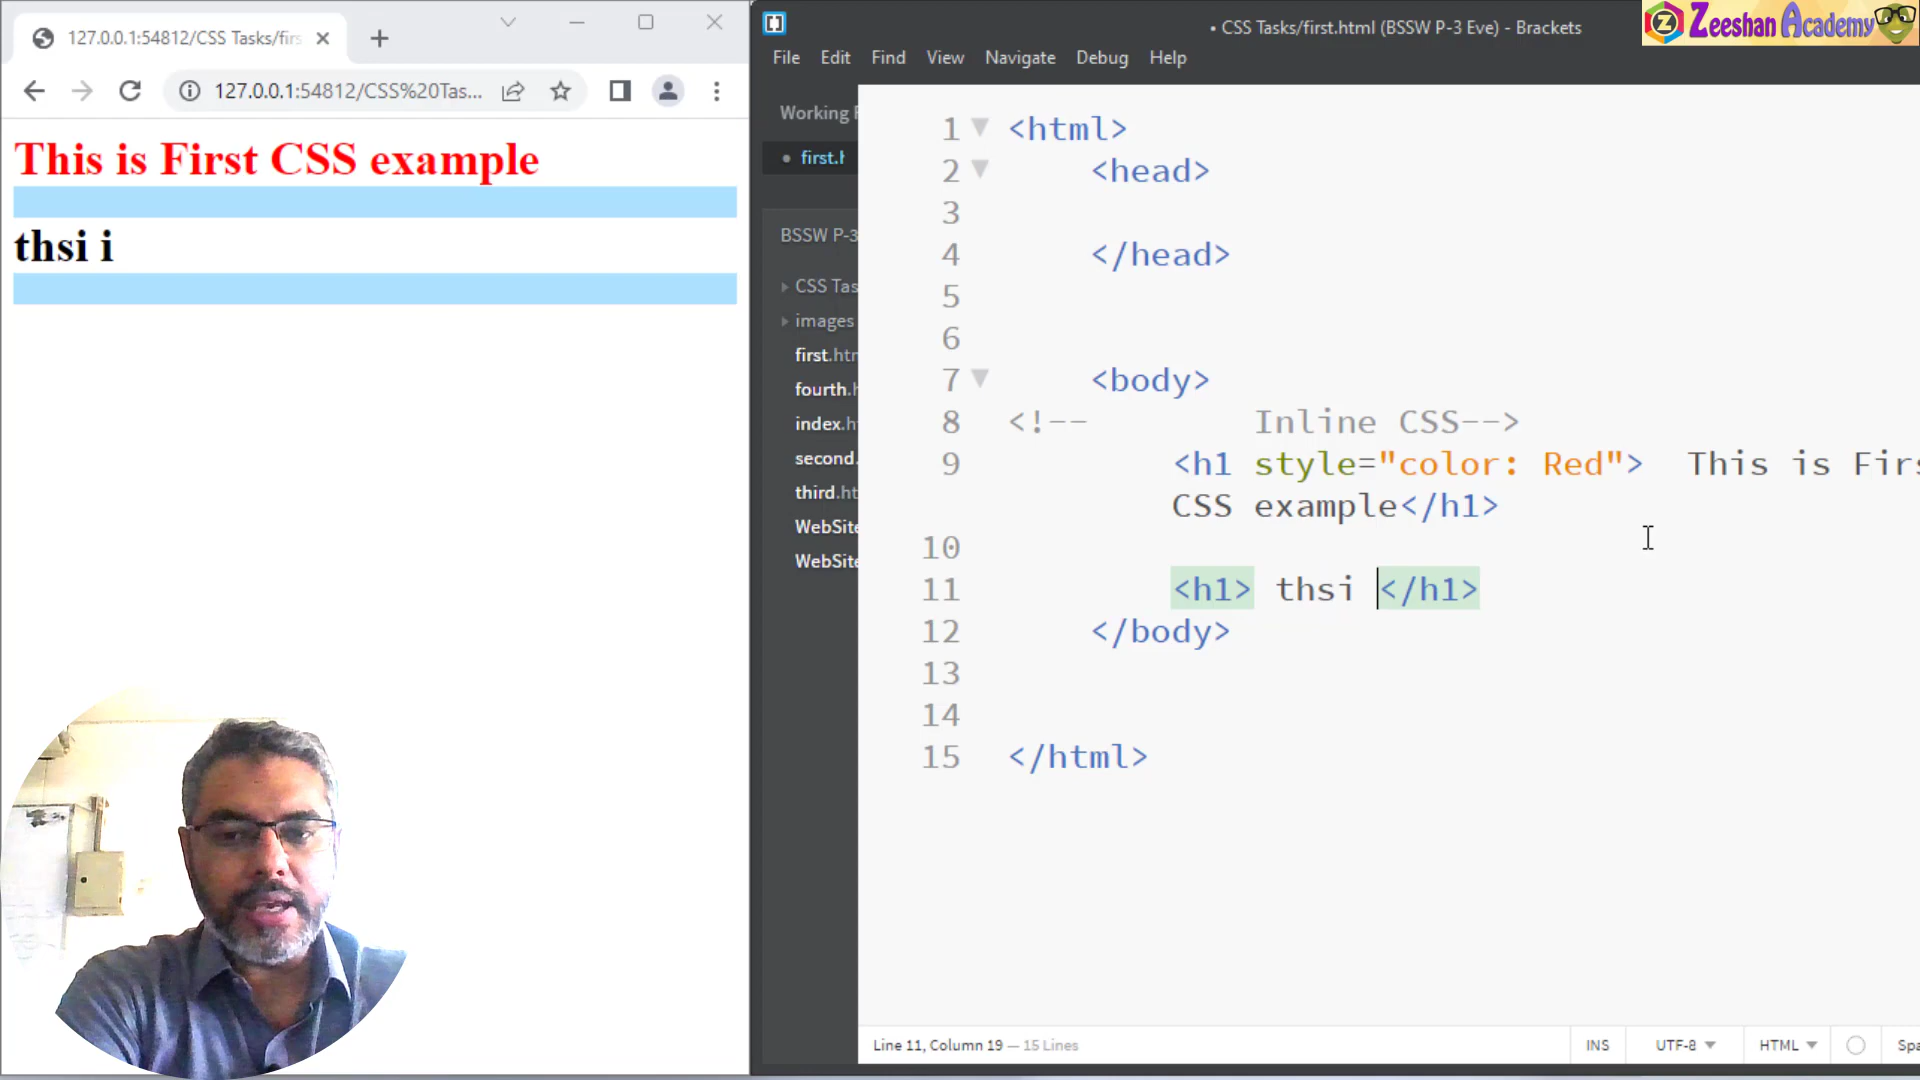 127.0.0.1:54812/CSS Tasks/firs
127.0.0.1:54812/CSS%20Tas...
This is First CSS example
thsi i
• CSS Tasks/first.html (BSSW P-3 Eve) - Brackets
Zeeshan Academy
File Edit Find View Navigate Debug Help
Working F
first.h
BSSW P-3
CSS Tas
images
first.htm
fourth.h
index.h
second.
third.ht
WebSite
WebSite
1 <html>
2 <head>
3
4 </head>
5
6
7 <body>
8 <!-- Inline CSS-->
9 <h1 style="color: Red"> This is Firs
CSS example</h1>
10
11 <h1> thsi </h1>
12 </body>
13
14
15 </html>
Line 11, Column 19 — 15 Lines
INS UTF-8 HTML Spa